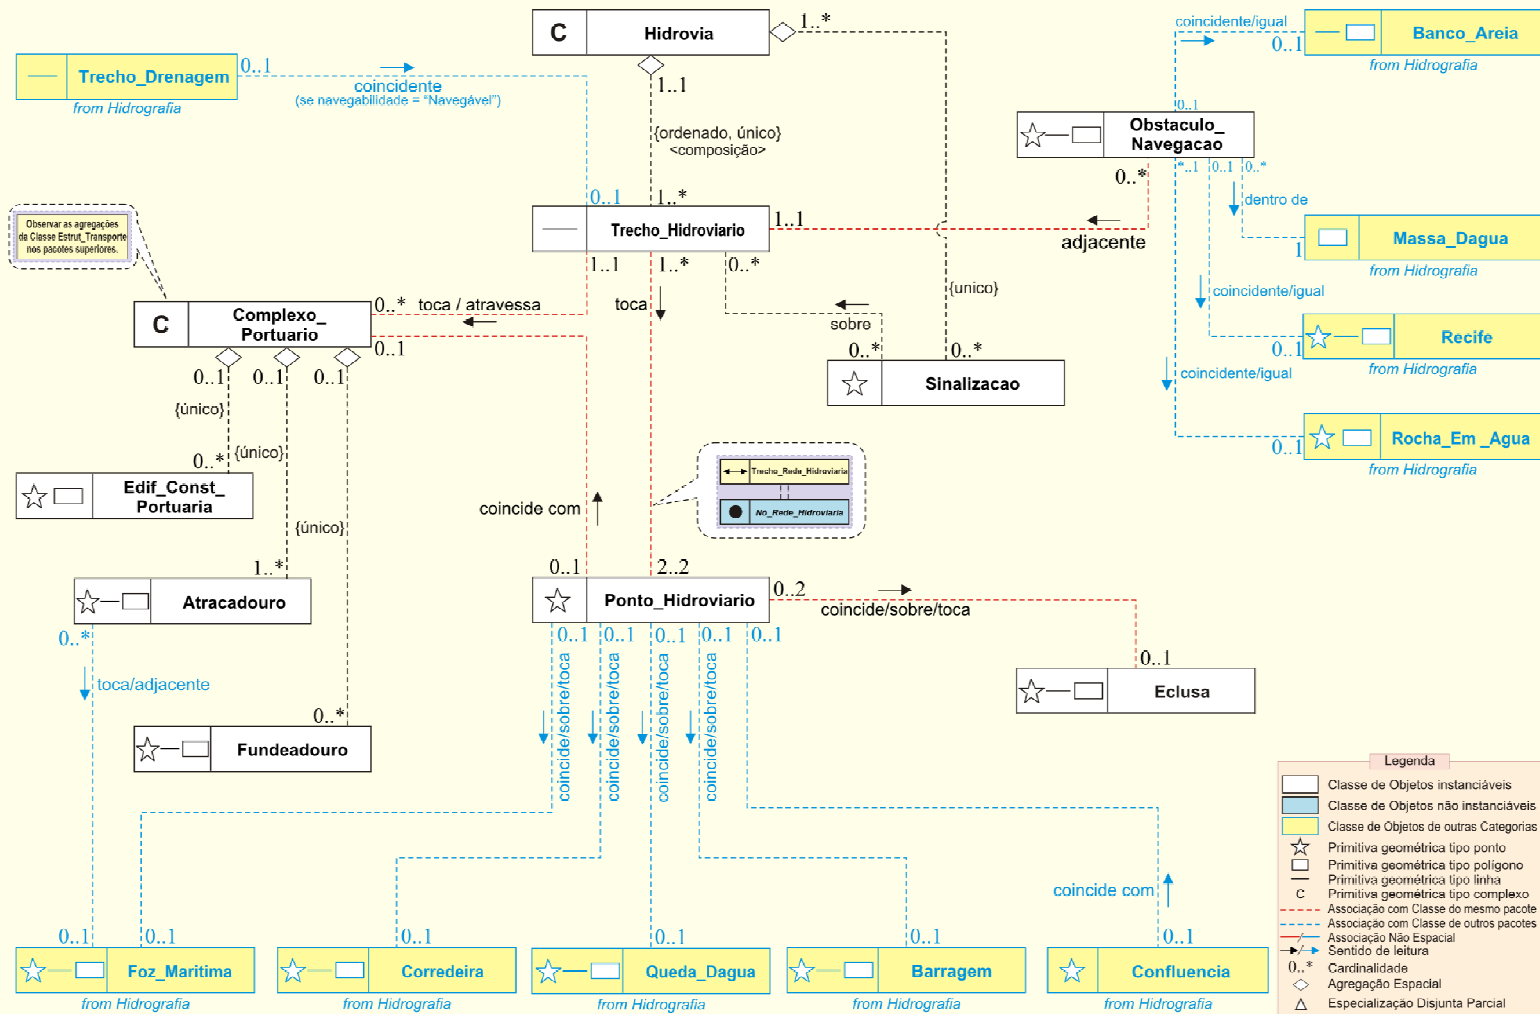 C
Hidrovia
1..*
1..1
{ordenado, único}
<composição>
1..*
Trecho_Drenagem
from Hidrografia
0..1
coincidente
(se navegabilidade = “Navegável”)
0..1
coincidente/igual
0..1
Banco_Areia
from Hidrografia
0..1
Obstaculo_
Navegacao
0..*
*..1
0..1
0..*
dentro de
1
Massa_Dagua
from Hidrografia
coincidente/igual
0..1
Recife
from Hidrografia
coincidente/igual
0..1
Rocha_Em _Agua
from Hidrografia
Trecho_Hidroviario
1..1
adjacente
1..1
1..*
0..*
toca
sobre
{unico}
0..*
0..*
Sinalizacao
Observar as agregações
da Classe Estrut_Transporte
nos pacotes superiores.
C
Complexo_
Portuario
0..*
toca / atravessa
0..1
0..1
0..1
0..1
{único}
{único}
{único}
0..*
Edif_Const_
Portuaria
1..*
Atracadouro
0..*
toca/adjacente
0..*
Fundeadouro
Trecho_Rede_Hidroviaria
No_Rede_Hidroviaria
coincide com
0..1
2..2
Ponto_Hidroviario
0..2
coincide/sobre/toca
0..1
Eclusa
0..1
0..1
0..1
0..1
0..1
coincide/sobre/toca
coincide/sobre/toca
coincide/sobre/toca
coincide/sobre/toca
coincide com
0..1
0..1
Foz_Maritima
from Hidrografia
0..1
Corredeira
from Hidrografia
0..1
Queda_Dagua
from Hidrografia
0..1
Barragem
from Hidrografia
0..1
Confluencia
from Hidrografia
Legenda
Classe de Objetos instanciáveis
Classe de Objetos não instanciáveis
Classe de Objetos de outras Categorias
Primitiva geométrica tipo ponto
Primitiva geométrica tipo polígono
Primitiva geométrica tipo linha
C Primitiva geométrica tipo complexo
Associação com Classe do mesmo pacote
Associação com Classe de outros pacotes
Associação Não Espacial
Sentido de leitura
0..* Cardinalidade
Agregação Espacial
Especialização Disjunta Parcial